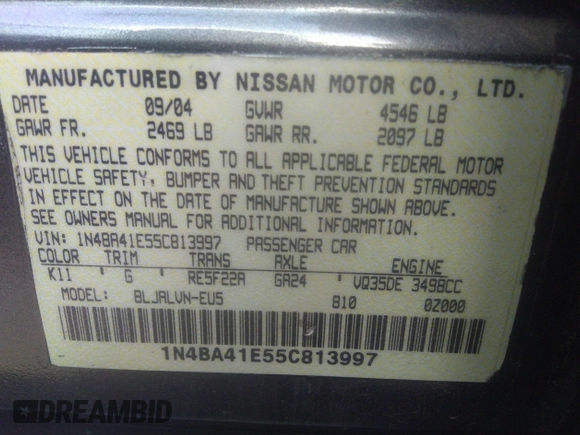 MANUFACTURED BY NISSAN MOTOR CO., LTD.
DATE 09/04 GVWR 4546 LB
GAWR FR. 2469 LB GAWR RR. 2097 LB
THIS VEHICLE CONFORMS TO ALL APPLICABLE FEDERAL MOTOR
VEHICLE SAFETY, BUMPER AND THEFT PREVENTION STANDARDS
IN EFFECT ON THE DATE OF MANUFACTURE SHOWN ABOVE.
SEE OWNERS MANUAL FOR ADDITIONAL INFORMATION.
VIN: 1N4BA41E55C813997 PASSENGER CAR
COLOR TRIM TRANS AXLE ENGINE
K11 G RE5F22A GA24 VQ35DE 3498CC
MODEL: BLJALVN-EU5 810 0Z000
1N4BA41E55C813997
DREAMBID